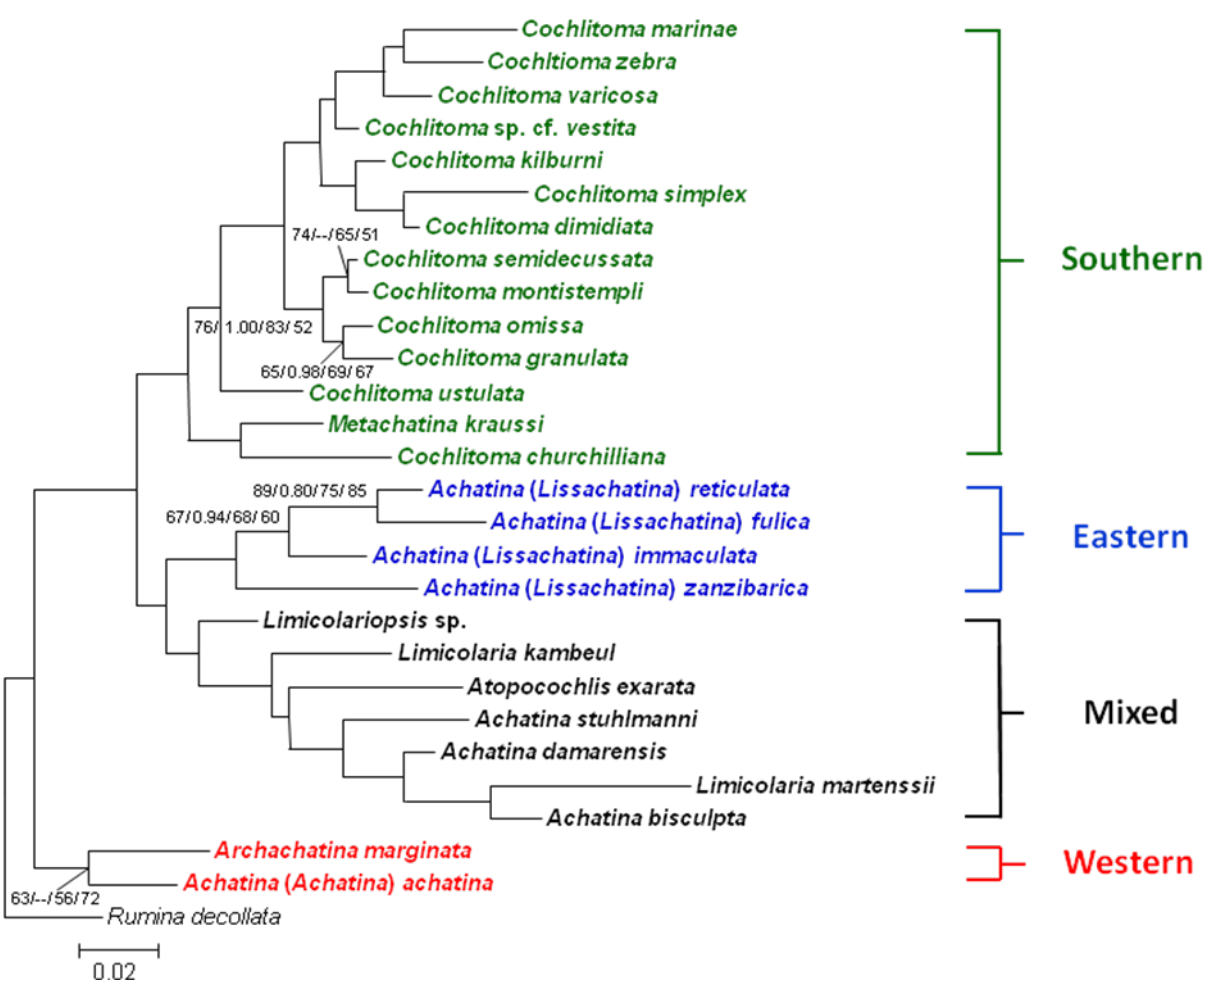 Cochlitoma marinae
Cochltioma zebra
Cochlitoma varicosa
Cochlitoma sp. cf. vestita
Cochlitoma kilburni
Cochlitoma simplex
Cochlitoma dimidiata
74/--/65/51
Cochlitoma semidecussata
Southern
Cochlitoma montistempli
76/ 1.00/83/52
Cochlitoma omissa
Cochlitoma granulata
65/0.98/69/67
Cochlitoma ustulata
Metachatina kraussi
Cochlitoma churchilliana
89/0.80/75/85
Achatina (Lissachatina) reticulata
67/0.94/68/60
Achatina (Lissachatina) fulica
Eastern
Achatina (Lissachatina) immaculata
Achatina (Lissachatina) zanzibarica
Limicolariopsis sp.
Limicolaria kambeul
Atopocochlis exarata
Achatina stuhlmanni
Mixed
Achatina damarensis
Limicolaria martenssii
Achatina bisculpta
Archachatina marginata
Western
Achatina (Achatina) achatina
63/--/56/72
Rumina decollata
0.02